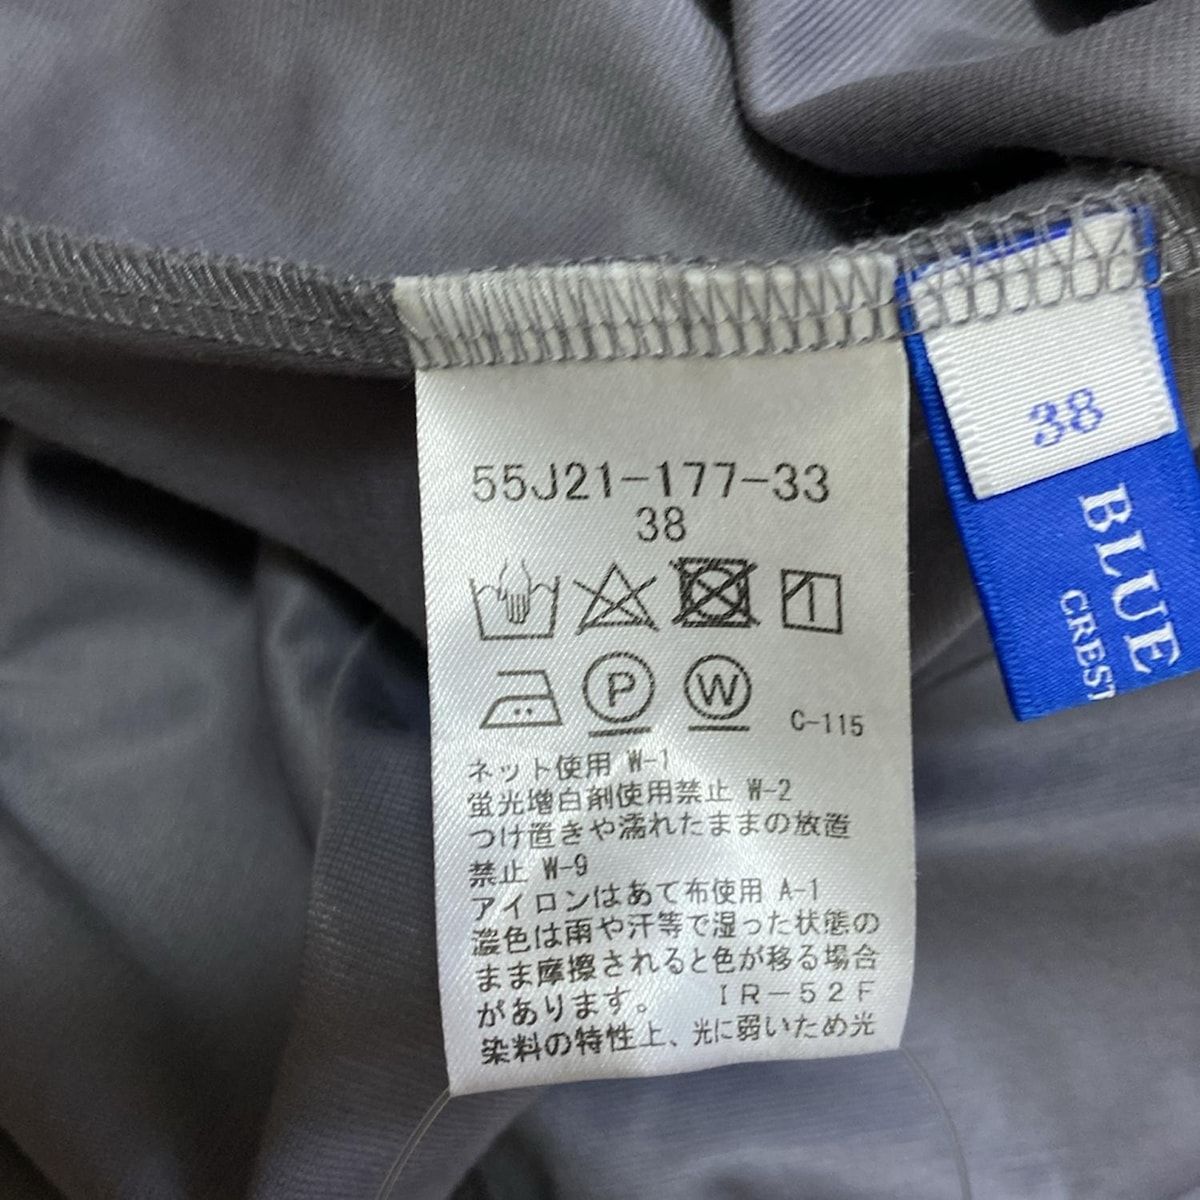 55J21-177-33
38
P W C-115
ネット使用 W-1
蛍光増白剤使用禁止 W-2
つけ置きや濡れたままの放置
禁止 W-9
アイロンはあて布使用 A-1
濃色は雨や汗等で湿った状態の
まま摩擦されると色が移る場合
があります。 IR-52F
染料の特性上、光に弱いため光
38
BLUE
CREST